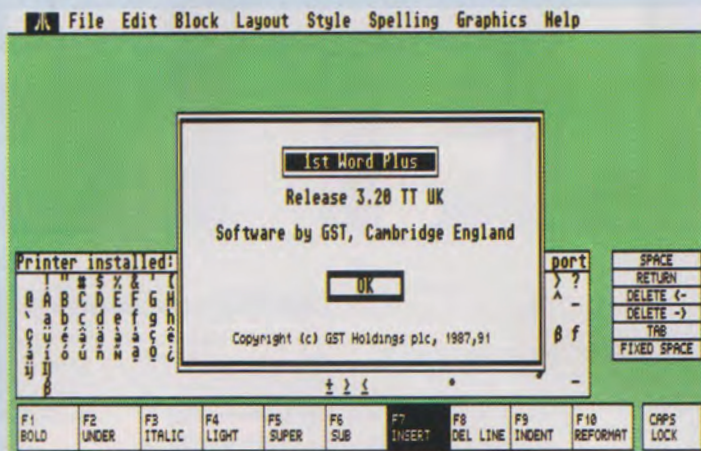 File Edit Block Layout Style Spelling Graphics Help
1st Word Plus
Release 3.20 TT UK
Software by GST, Cambridge England
OK
Copyright (c) GST Holdings plc, 1987,91
Printer installed:
port
! " # $ % & ' (
) ?
@ A B C D E F G H
^ _
` a b c d e f g h
Ç ü é â ä à å ç ê
β f
á í ó ú ñ Ñ ª º ¿
ij IJ
β
± ≥ ≤
SPACE
RETURN
DELETE <-
DELETE ->
TAB
FIXED SPACE
F1 BOLD
F2 UNDER
F3 ITALIC
F4 LIGHT
F5 SUPER
F6 SUB
F7 INSERT
F8 DEL LINE
F9 INDENT
F10 REFORMAT
CAPS LOCK